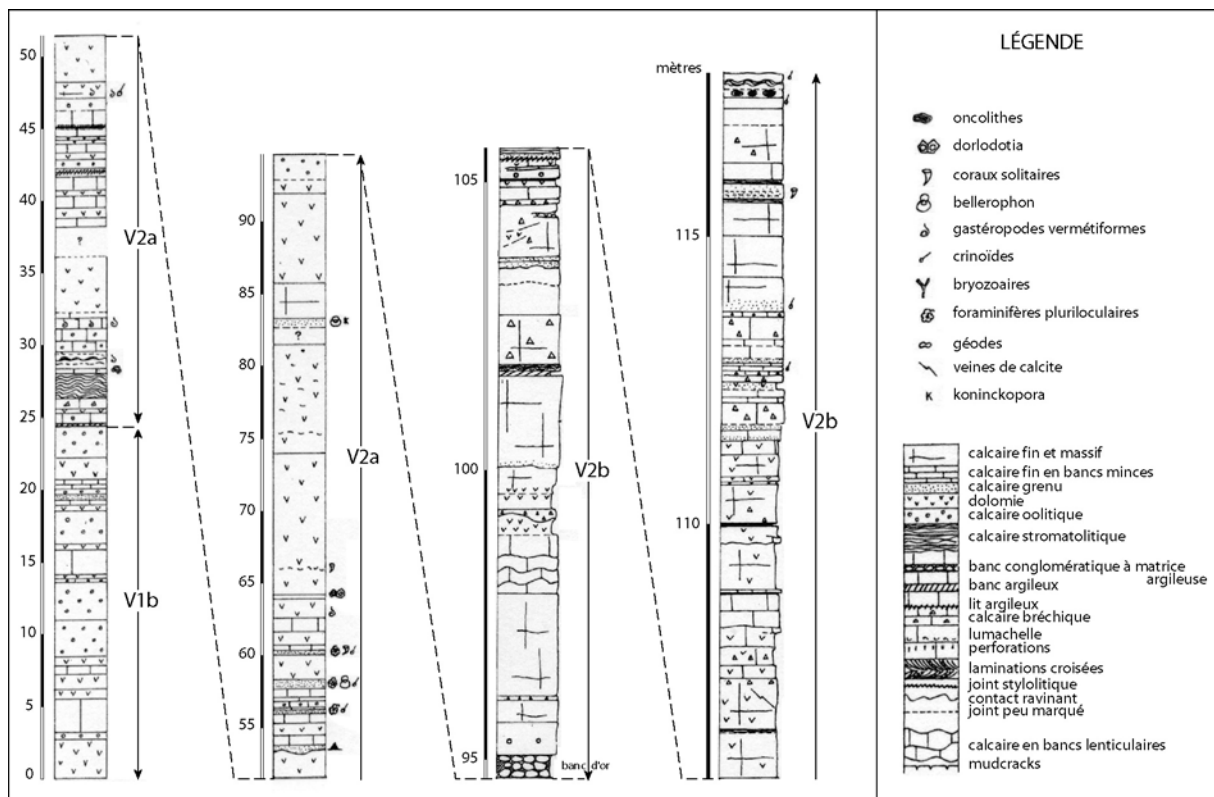 50
45
40
35
30
25
20
15
10
5
0
V2a
V1b
?
90
85
80
75
70
65
60
55
V2a
?
K
105
100
95
V2b
banc d'or
mètres
115
110
V2b
LÉGENDE
oncolithes
dorlodotia
coraux solitaires
bellerophon
gastéropodes vermétiformes
crinoïdes
bryozoaires
foraminifères pluriloculaires
géodes
veines de calcite
K koninckopora
calcaire fin et massif
calcaire fin en bancs minces
calcaire grenu
dolomie
calcaire oolitique
calcaire stromatolitique
banc conglomératique à matrice
argileuse
banc argileux
lit argileux
calcaire bréchique
lumachelle
perforations
laminations croisées
joint stylolitique
contact ravinant
joint peu marqué
calcaire en bancs lenticulaires
mudcracks